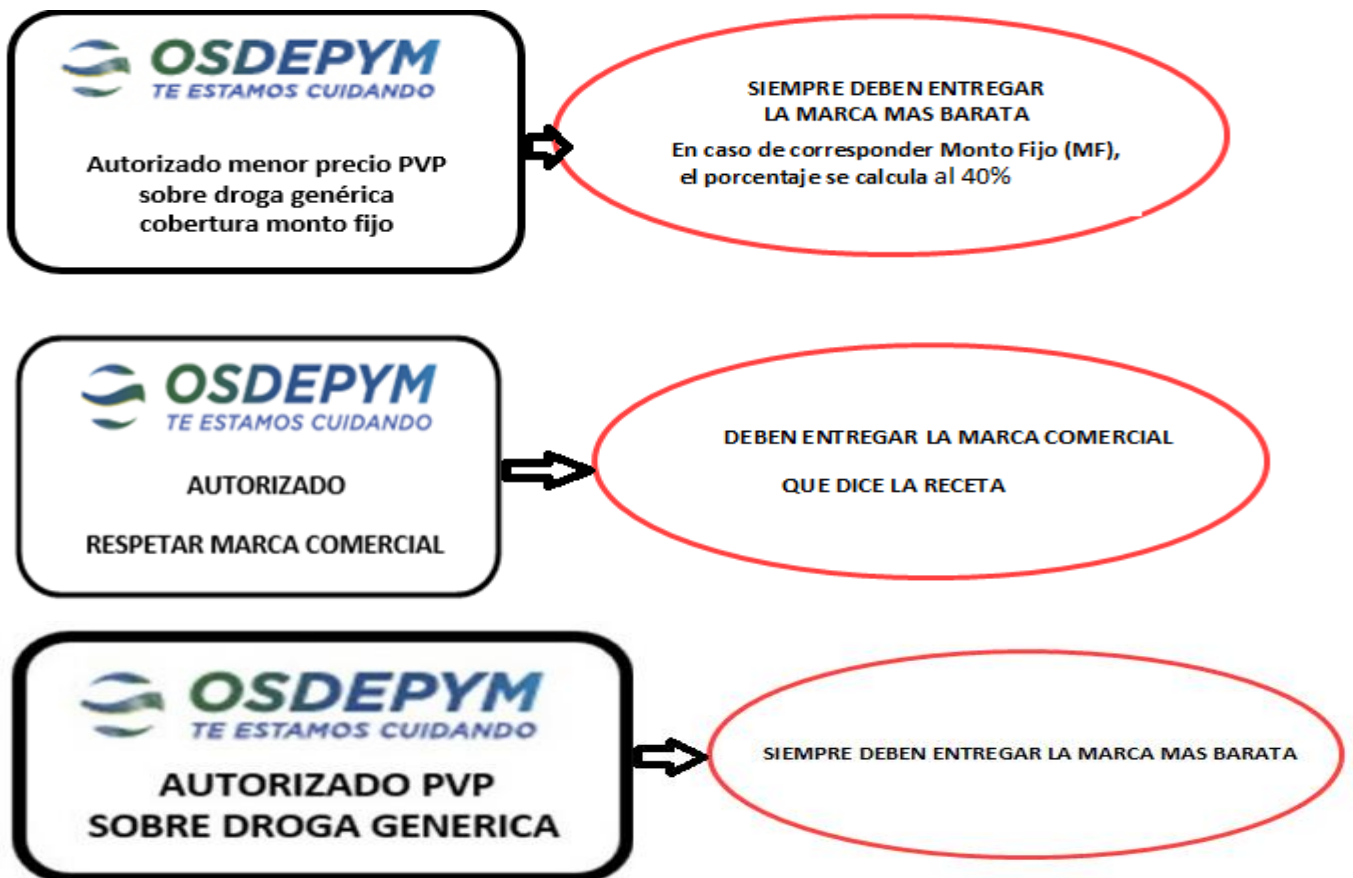 OSDEPYM
TE ESTAMOS CUIDANDO
Autorizado menor precio PVP
sobre droga genérica
cobertura monto fijo
SIEMPRE DEBEN ENTREGAR
LA MARCA MAS BARATA
En caso de corresponder Monto Fijo (MF),
el porcentaje se calcula al 40%
OSDEPYM
TE ESTAMOS CUIDANDO
AUTORIZADO
RESPETAR MARCA COMERCIAL
DEBEN ENTREGAR LA MARCA COMERCIAL
QUE DICE LA RECETA
OSDEPYM
TE ESTAMOS CUIDANDO
AUTORIZADO PVP
SOBRE DROGA GENERICA
SIEMPRE DEBEN ENTREGAR LA MARCA MAS BARATA